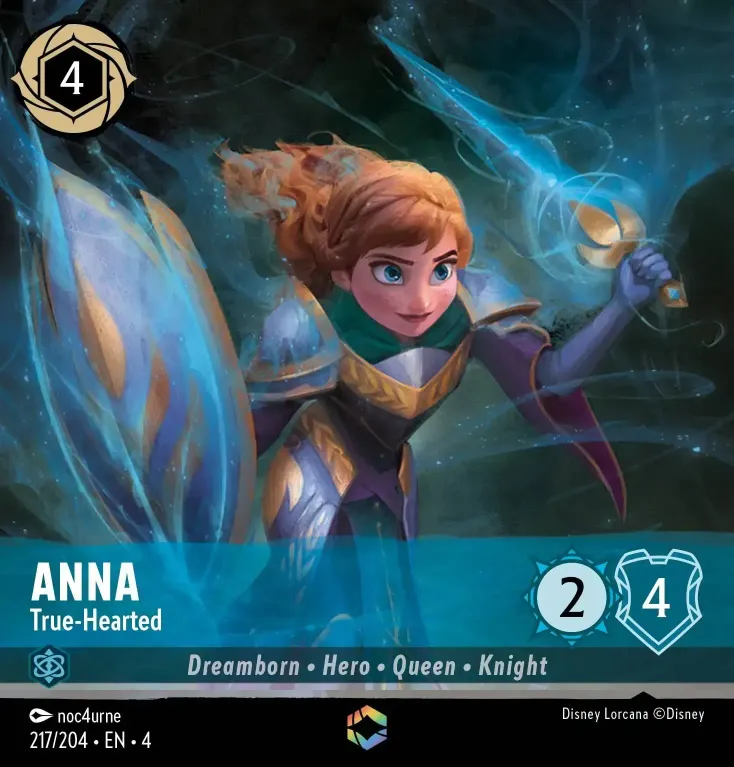 4
ANNA
True-Hearted
2
4
Dreamborn • Hero • Queen • Knight
noc4urne
Disney Lorcana ©Disney
217/204 • EN • 4